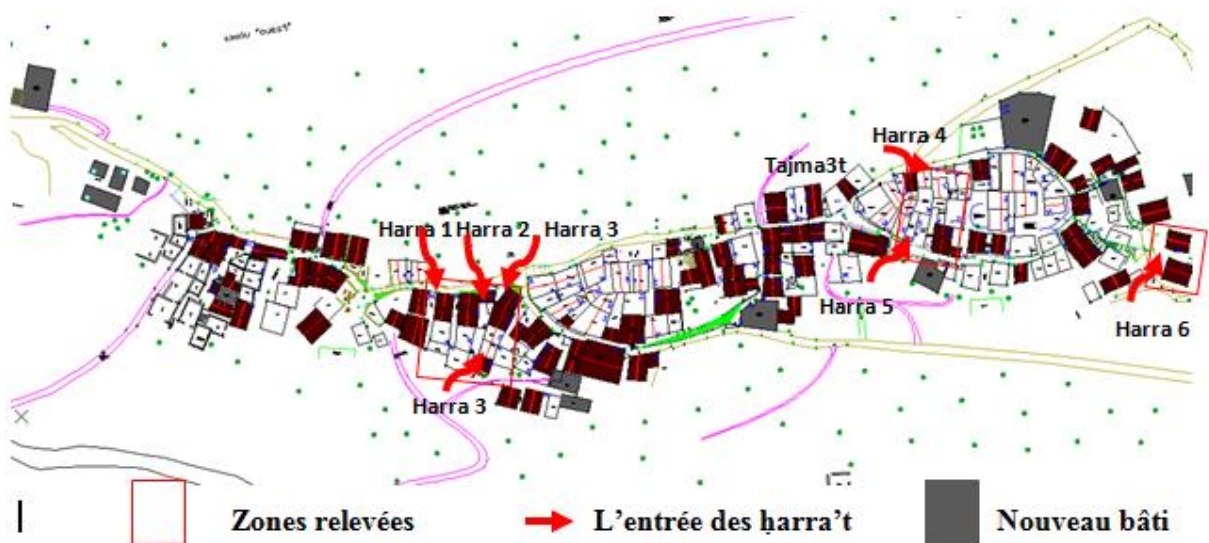 Harra 4
Tajma3t
Harra 1 Harra 2 Harra 3
Harra 5
Harra 6
Harra 3
Zones relevées
L'entrée des ḥarra't
Nouveau bâti